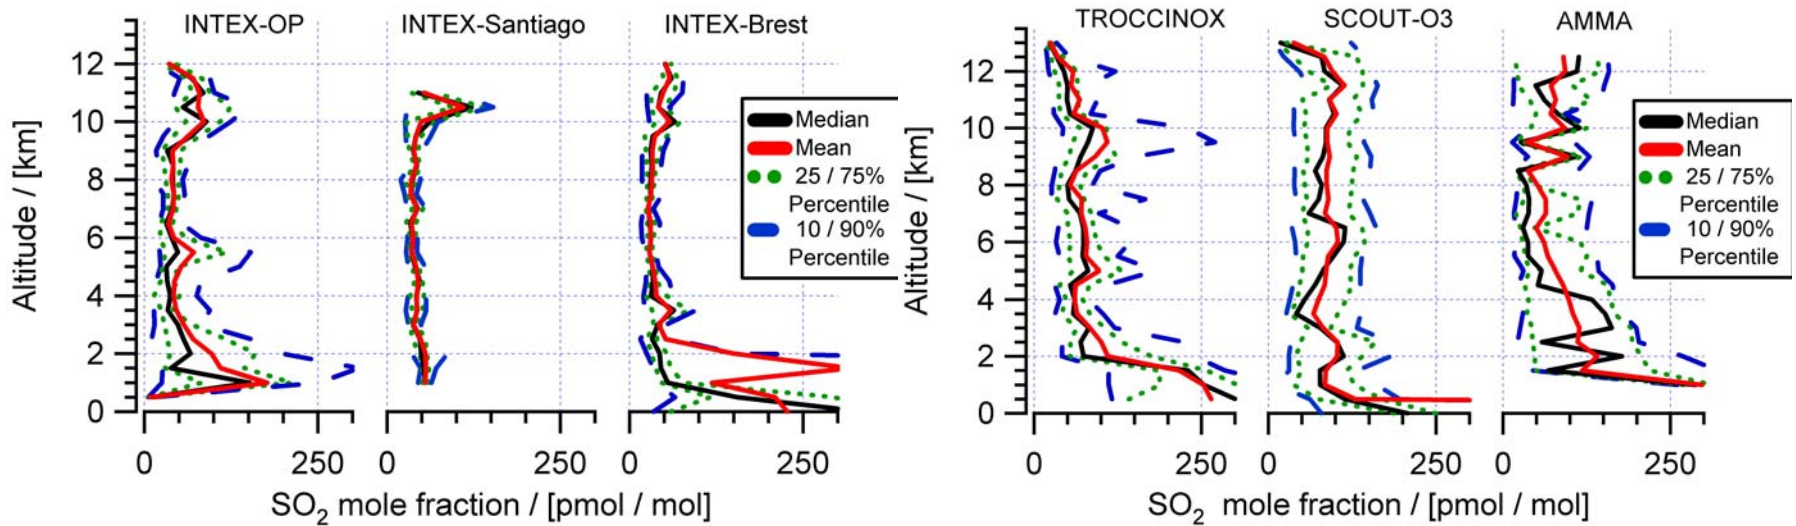 INTEX-OP
INTEX-Santiago
INTEX-Brest
Altitude / [km]
12
10
8
6
4
2
0
Median
Mean
25 / 75%
Percentile
10 / 90%
Percentile
0
250
0
250
0
250
SO2 mole fraction / [pmol / mol]
TROCCINOX
SCOUT-O3
AMMA
Altitude / [km]
12
10
8
6
4
2
0
Median
Mean
25 / 75%
Percentile
10 / 90%
Percentile
0
250
0
250
0
250
SO2 mole fraction / [pmol / mol]